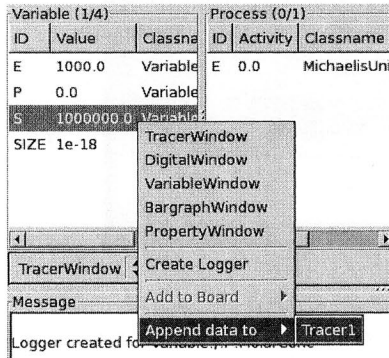 Variable (1/4)
Process (0/1)
ID Value Classna
ID Activity Classname
E 1000.0 Variable
E 0.0 MichaelisUni
P 0.0 Variable
S 1000000.0 Variable
SIZE 1e-18
TracerWindow
DigitalWindow
VariableWindow
BargraphWindow
PropertyWindow
Create Logger
Add to Board
Append data to Tracer1
TracerWindow
Message
Logger created for